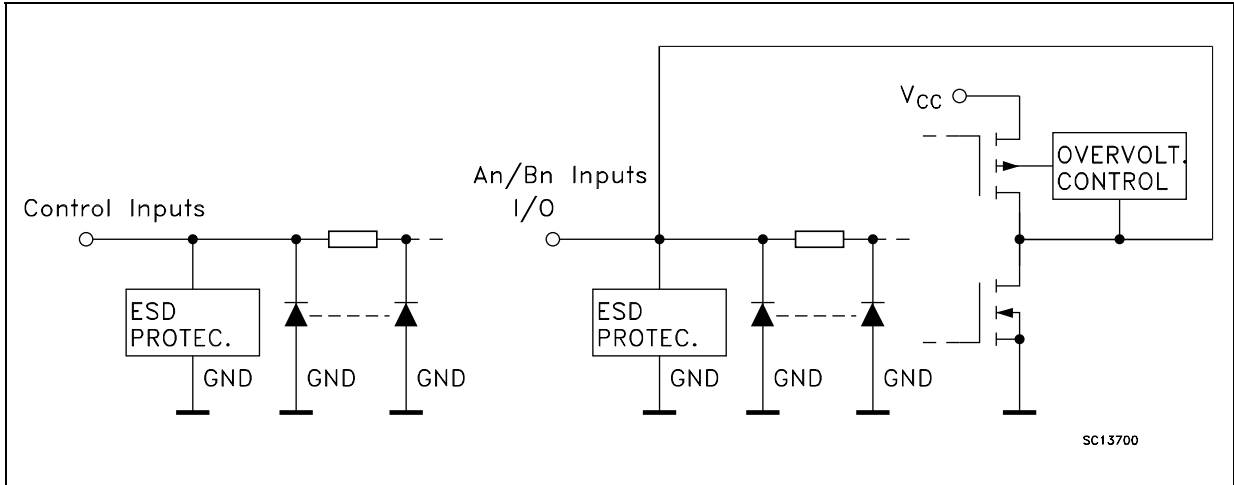 Control Inputs
ESD
PROTEC.
GND
GND
GND
An/Bn Inputs
I/O
ESD
PROTEC.
GND
GND
GND
VCC
OVERVOLT.
CONTROL
SC13700